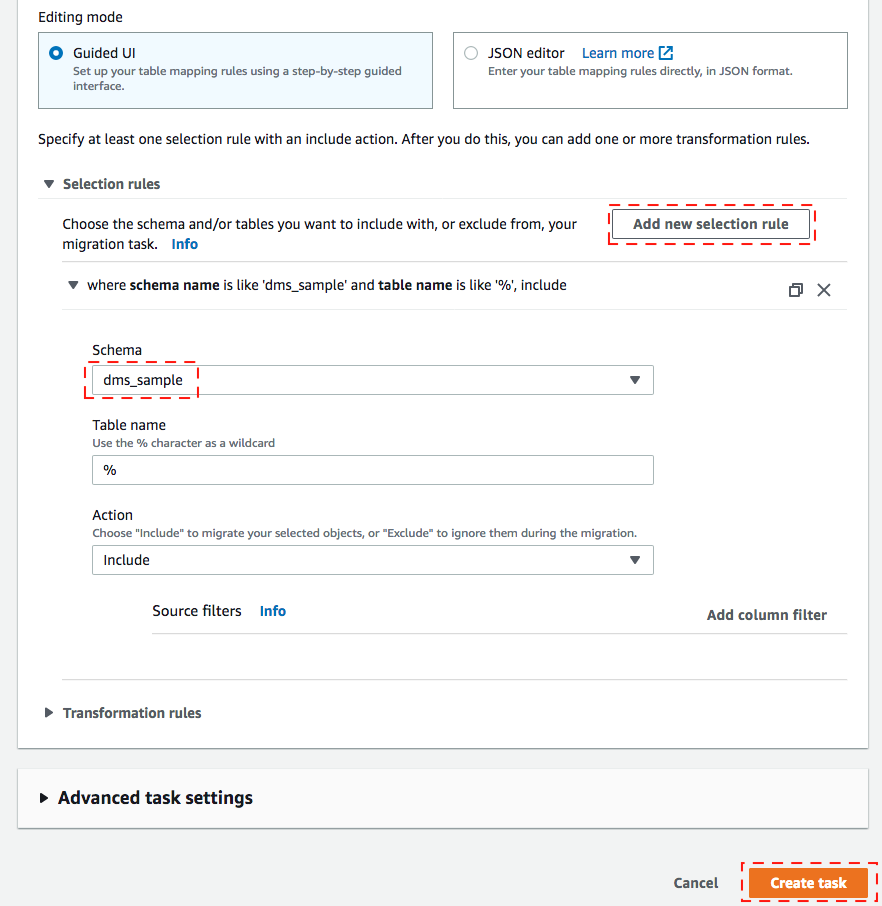 Editing mode
Guided UI
Set up your table mapping rules using a step-by-step guided
interface.
JSON editor Learn more
Enter your table mapping rules directly, in JSON format.
Specify at least one selection rule with an include action. After you do this, you can add one or more transformation rules.
Selection rules
Choose the schema and/or tables you want to include with, or exclude from, your
migration task. Info
Add new selection rule
where schema name is like 'dms_sample' and table name is like '%', include
Schema
dms_sample
Table name
Use the % character as a wildcard
%
Action
Choose "Include" to migrate your selected objects, or "Exclude" to ignore them during the migration.
Include
Source filters Info
Add column filter
Transformation rules
Advanced task settings
Cancel
Create task